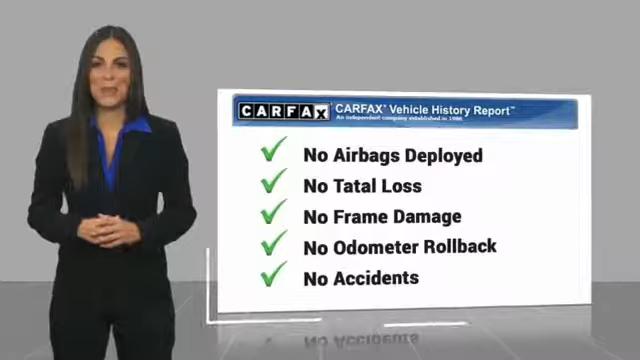 CARFAX CARFAX® Vehicle History Report™
An independent company established in 1986
No Airbags Deployed
No Tatal Loss
No Frame Damage
No Odometer Rollback
No Accidents